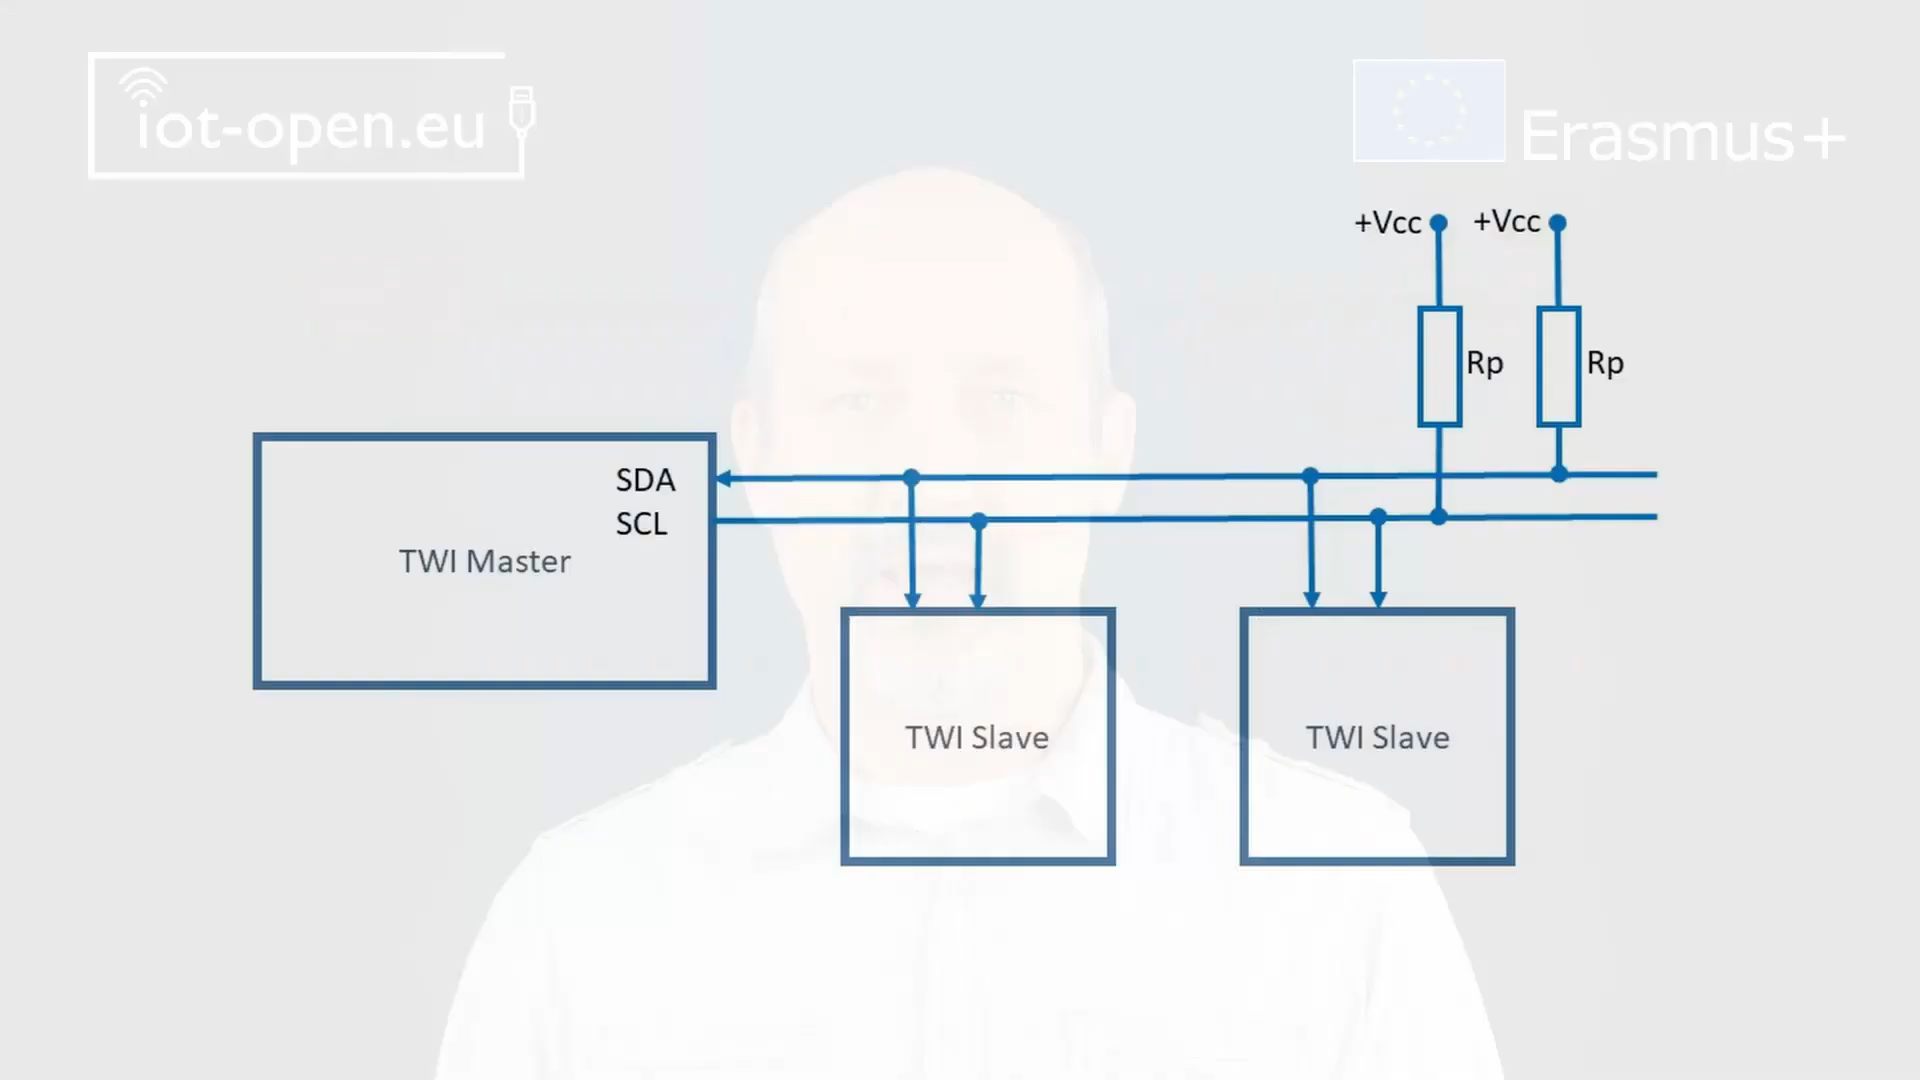 iot-open.eu
Erasmus+
+Vcc +Vcc
Rp Rp
SDA
SCL
TWI Master
TWI Slave TWI Slave